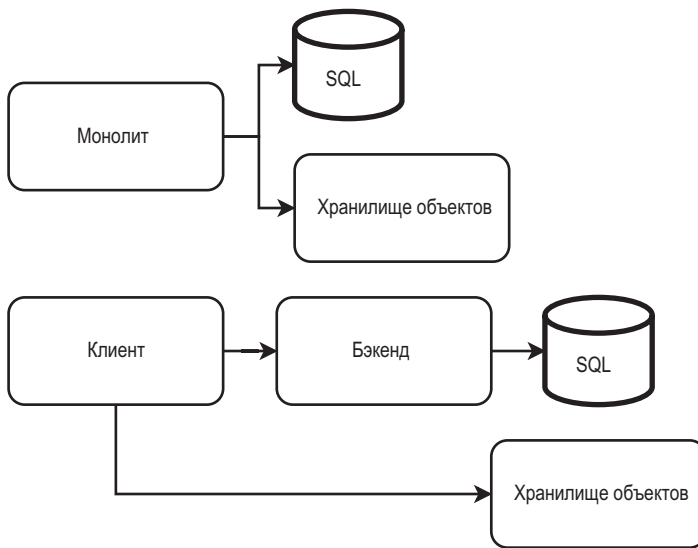 SQL
Монолит
Хранилище объектов
Клиент
Бэкенд
SQL
Хранилище объектов